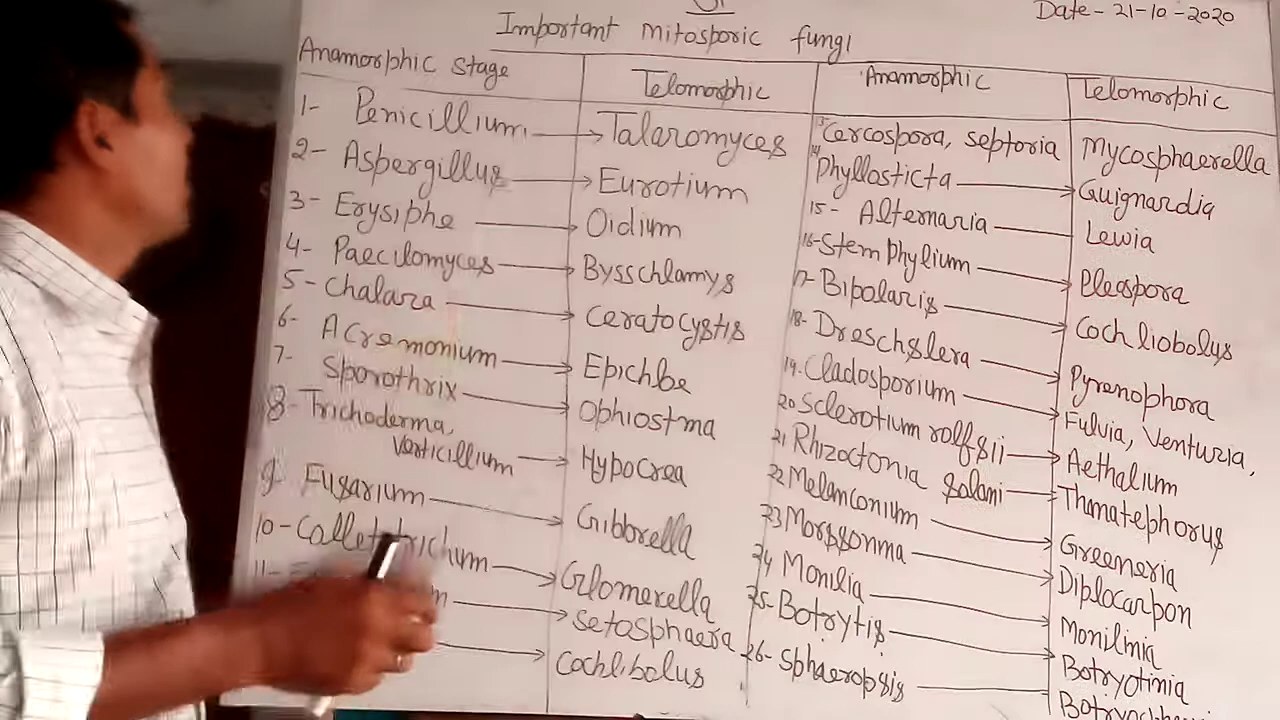 Date - 21-10-2020
Important mitosporic fungi
Anamorphic stage
Telomorphic
1- Penicillium → Talaromyces
2- Aspergillus → Eurotium
3- Erysiphe → Oidium
4- Paecilomyces → Bysschlamys
5- Chalara → Ceratocystis
6- Acremonium → Epichloe
7- Sporothrix → Ophiostma
8- Trichoderma,
Verticillium → Hypocrea
9- Fusarium → Gibberella
10- Colletotrichum → Glomerella
11- → Setosphaera
→ Cochlibolus
Anamorphic
Telomorphic
13 Cercospora, septoria Mycosphaerella
14 Phyllosticta → Guignardia
15- Alternaria — Lewia
16- Stemphylium → Pleaspora
17- Bipolaris → Cochliobolus
18- Dreschslera → Pyrenophora
19. Cladosporium → Fulvia, Venturia,
20 Sclerotium rolfsii → Aethalium
21 Rhizoctonia Solani → Thmatephorus
22 Melanconium → Greeneria
23 Morssonma → Diplocarpon
24 Monilia → Monilinia
25- Botrytis → Botryotinia
26- Sphaeropsis —